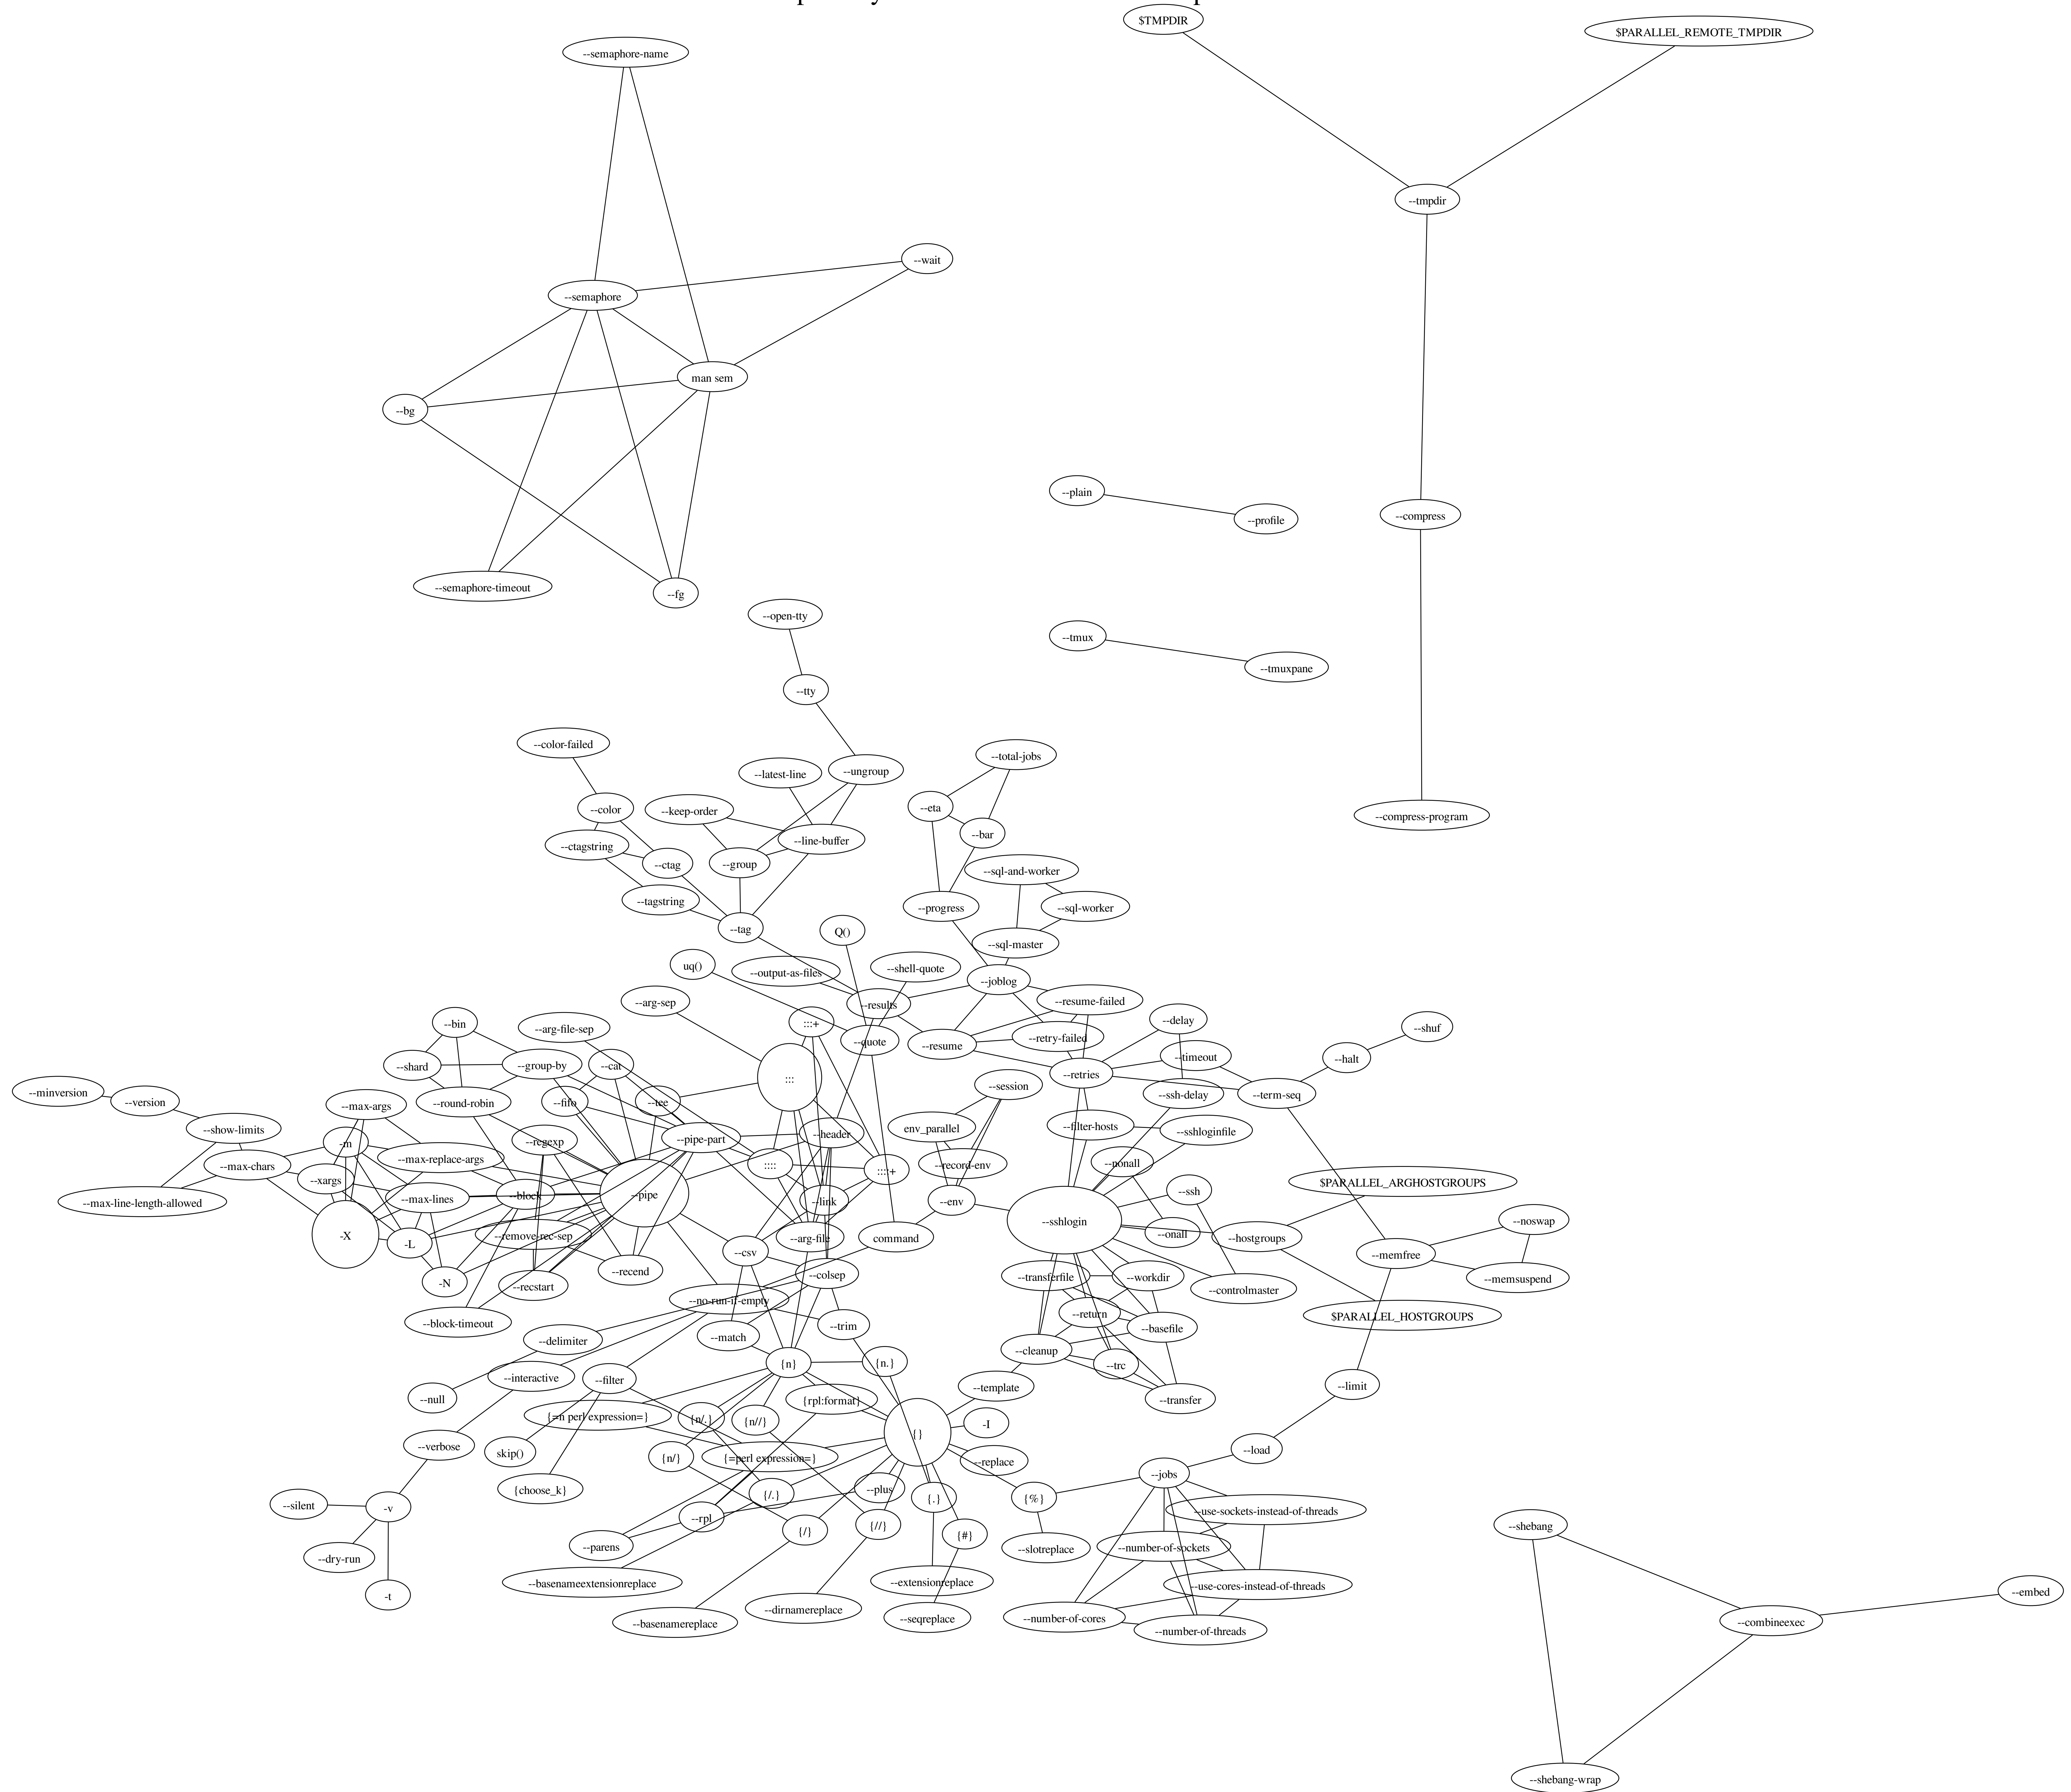 $TMPDIR
$PARALLEL_REMOTE_TMPDIR
--semaphore-name
--tmpdir
--wait
--semaphore
man sem
--bg
--plain
--profile
--compress
--semaphore-timeout
--fg
--open-tty
--tmux
--tmuxpane
--tty
--color-failed
--total-jobs
--latest-line
--ungroup
--color
--keep-order
--eta
--compress-program
--bar
--line-buffer
--ctagstring
--ctag
--group
--sql-and-worker
--tagstring
--progress
--sql-worker
--tag
Q()
--sql-master
uq()
--output-as-files
--shell-quote
--joblog
--arg-sep
--results
--resume-failed
--bin
--arg-file-sep
:::+
--delay
--shuf
--quote
--resume
--retry-failed
--timeout
--halt
--shard
--group-by
--cat
:::
--retries
--minversion
--version
--session
--ssh-delay
--term-seq
--max-args
--round-robin
--fifo
--tee
--show-limits
env_parallel
--filter-hosts
--sshloginfile
-m
--regexp
--pipe-part
--header
--max-chars
--max-replace-args
::::
::::+
--record-env
--nonall
--xargs
$PARALLEL_ARGHOSTGROUPS
--max-line-length-allowed
--max-lines
--block
--pipe
--link
--env
--ssh
--sshlogin
--noswap
-X
-L
--remove-rec-sep
--arg-file
command
--onall
--hostgroups
--csv
--memfree
-N
--recstart
--recend
--colsep
--transferfile
--workdir
--controlmaster
--memsuspend
--no-run-if-empty
--return
$PARALLEL_HOSTGROUPS
--block-timeout
--delimiter
--match
--trim
--basefile
--cleanup
{n}
{n.}
--trc
--interactive
--filter
--template
--limit
--null
{rpl:format}
--transfer
{=n perl expression=}
{n/.}
{n//}
-I
{}
--verbose
skip()
{n/}
{=perl expression=}
--replace
--load
--jobs
{choose_k}
{/.}
--plus
{.}
{%}
--silent
-v
--rpl
--use-sockets-instead-of-threads
{/}
{//}
{#}
--shebang
--parens
--slotreplace
--number-of-sockets
--dry-run
--basenameextensionreplace
--extensionreplace
--use-cores-instead-of-threads
--embed
-t
--dirnamereplace
--basenamereplace
--seqreplace
--number-of-cores
--number-of-threads
--combineexec
--shebang-wrap